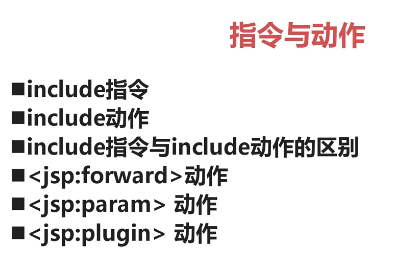 指令与动作
■include指令
■include动作
■include指令与include动作的区别
■<jsp:forward>动作
■<jsp:param> 动作
■<jsp:plugin> 动作